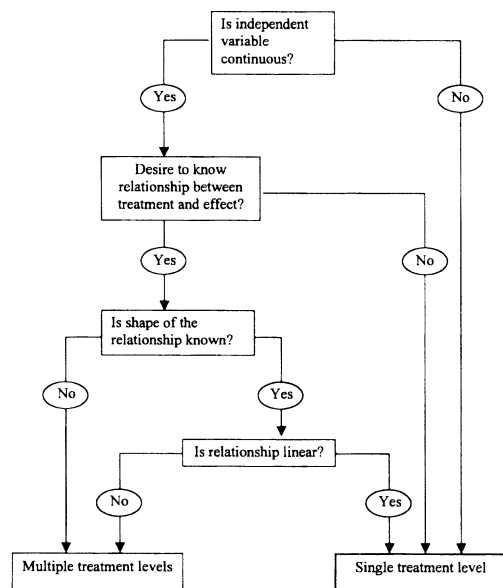 Is independent
variable
continuous?
Yes
No
Desire to know
relationship between
treatment and effect?
Yes
No
Is shape of the
relationship known?
No
Yes
Is relationship linear?
No
Yes
Multiple treatment levels
Single treatment level